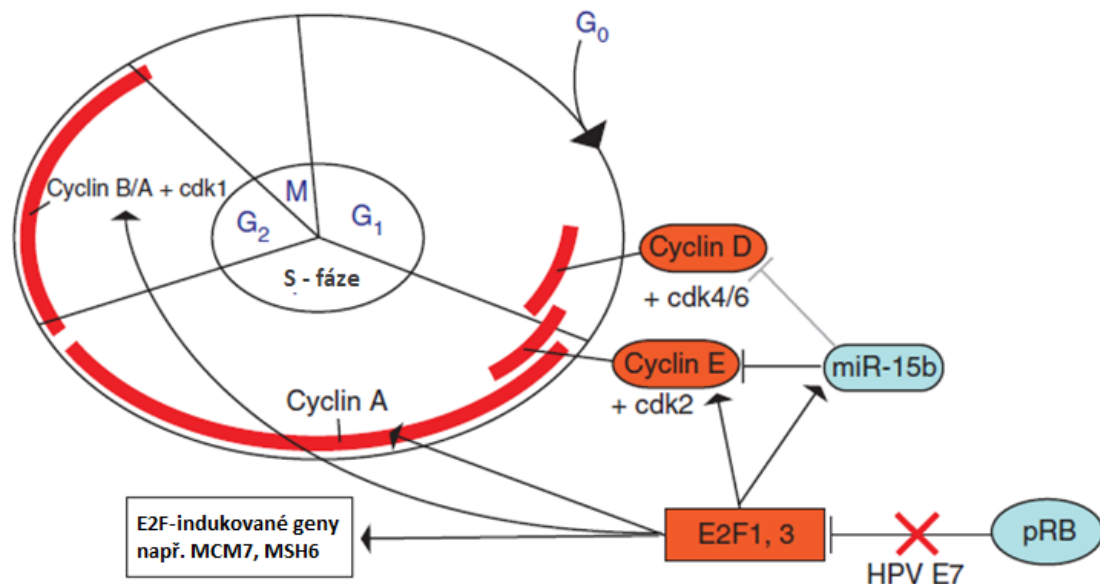 G0
Cyclin B/A + cdk1
M
G2
G1
S - fáze
Cyclin D
+ cdk4/6
Cyclin E
+ cdk2
miR-15b
Cyclin A
E2F-indukované geny
např. MCM7, MSH6
E2F1, 3
HPV E7
pRB